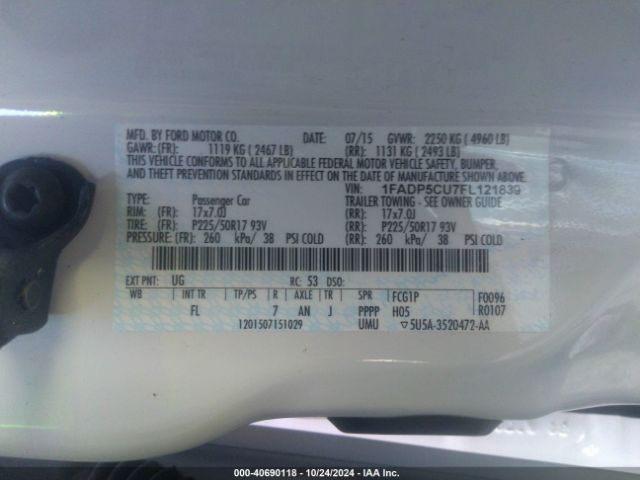 MFD. BY FORD MOTOR CO. DATE: 07/15 GVWR: 2250 KG ( 4960 LB)
GAWR: (FR): 1119 KG ( 2467 LB) (RR): 1131 KG ( 2493 LB)
THIS VEHICLE CONFORMS TO ALL APPLICABLE FEDERAL MOTOR VEHICLE SAFETY, BUMPER,
AND THEFT PREVENTION STANDARDS IN EFFECT ON THE DATE OF MANUFACTURE SHOWN ABOVE.
VIN: 1FADP5CU7FL121839
TYPE: Passenger Car TRAILER TOWING - SEE OWNER GUIDE
RIM: (FR) 17x7.0J (RR): 17x7.0J
TIRE: (FR) P225/50R17 93V (RR): P225/50R17 93V
PRESSURE: (FR) 260 kPa/ 38 PSI COLD (RR): 260 kPa/ 38 PSI COLD
EXT PNT: UG RC: 53 DSO:
WB INT TR TP/PS R AXLE TR SPR FCG1P F0096
FL 7 AN J PPPP H05 R0107
1201507151029 UMU ▽5U5A-3520472-AA
000-40690118 - 10/24/2024 - IAA Inc.